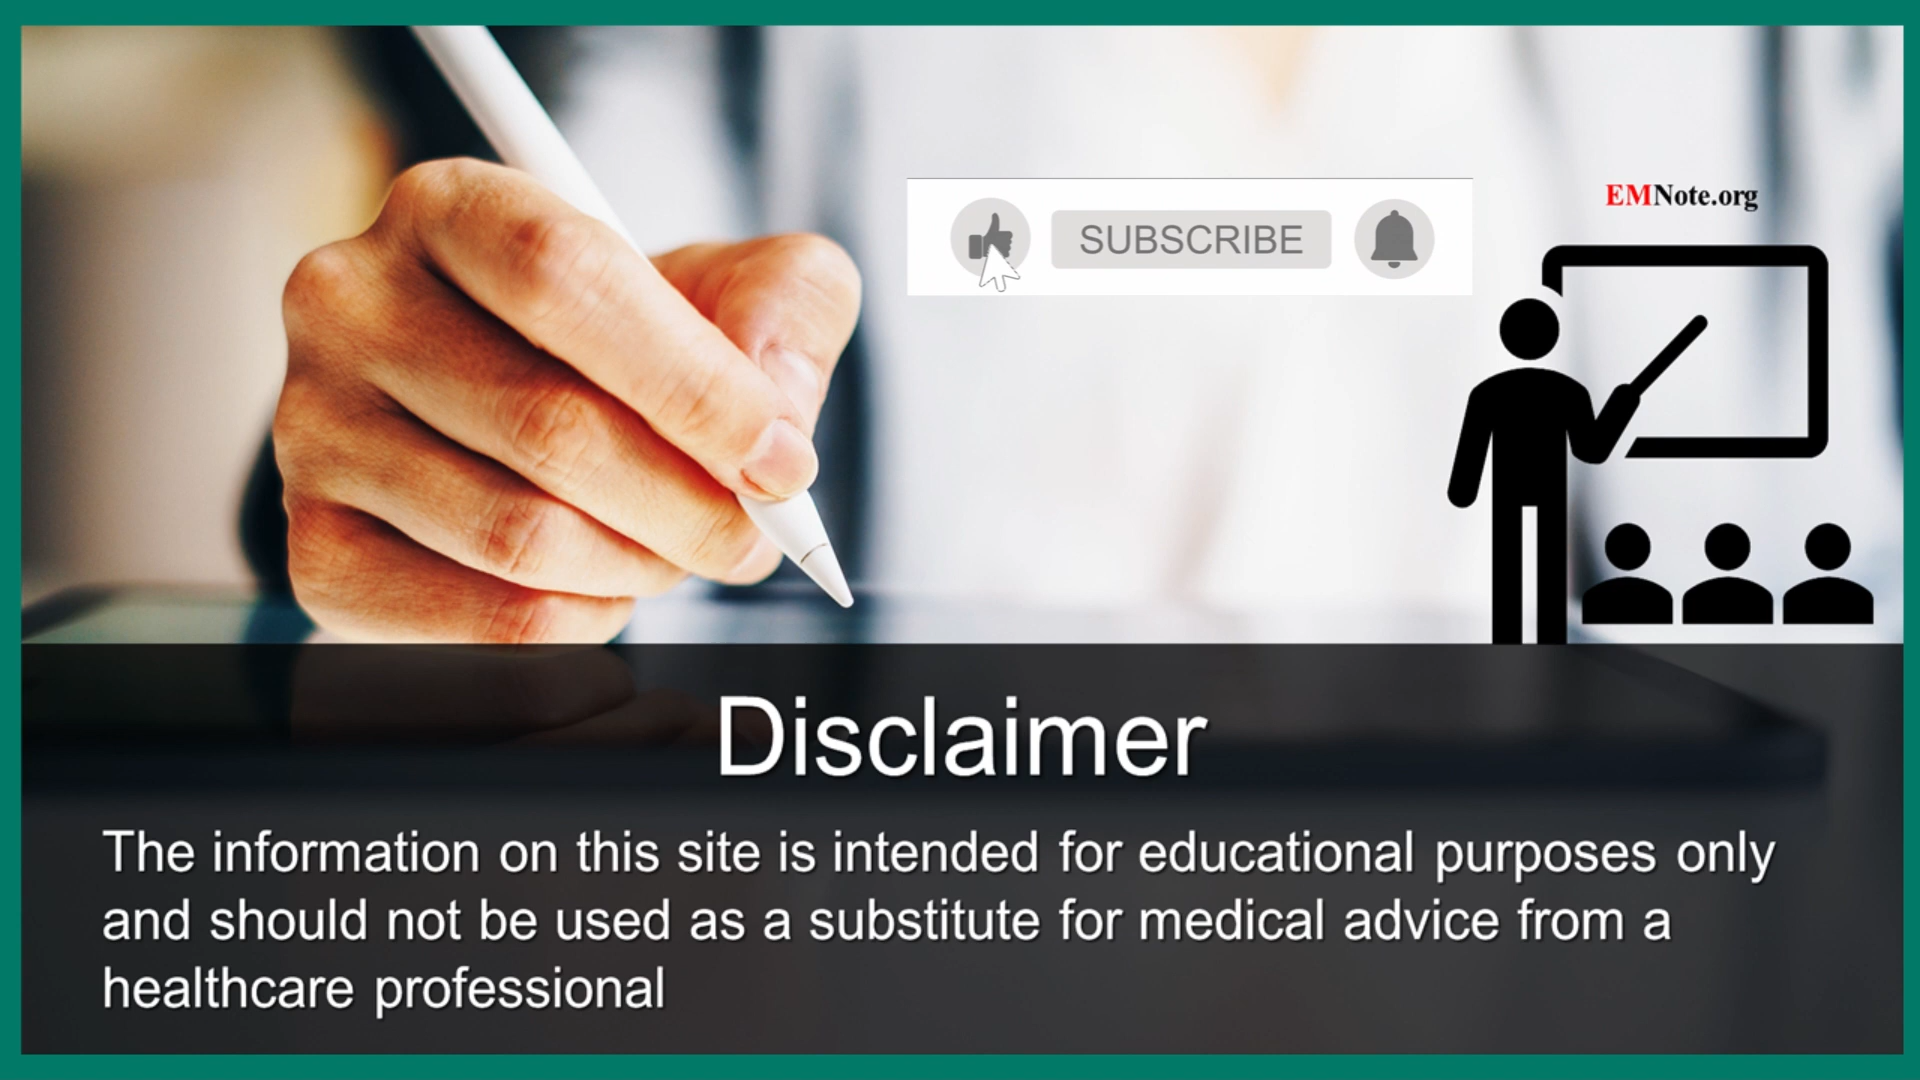 EMNote.org
SUBSCRIBE
Disclaimer
The information on this site is intended for educational purposes only
and should not be used as a substitute for medical advice from a
healthcare professional